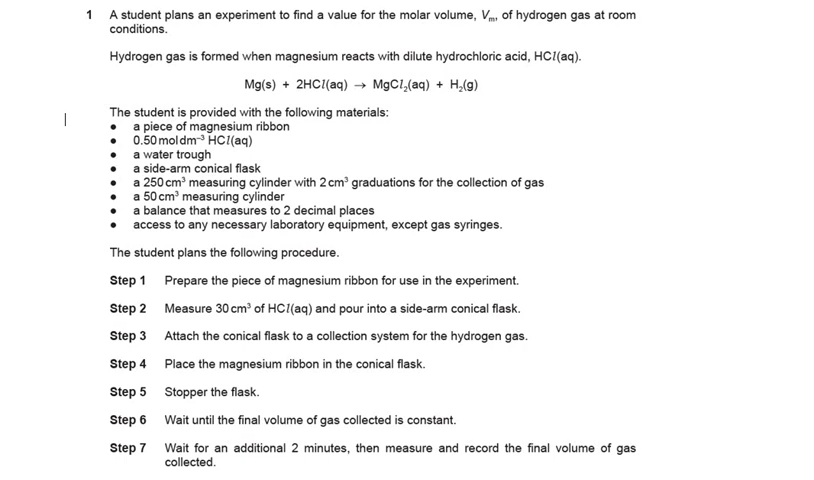 1 A student plans an experiment to find a value for the molar volume, Vₘ, of hydrogen gas at room
conditions.
Hydrogen gas is formed when magnesium reacts with dilute hydrochloric acid, HCl(aq).
Mg(s) + 2HCl(aq) → MgCl₂(aq) + H₂(g)
The student is provided with the following materials:
• a piece of magnesium ribbon
• 0.50 mol dm⁻³ HCl(aq)
• a water trough
• a side-arm conical flask
• a 250 cm³ measuring cylinder with 2 cm³ graduations for the collection of gas
• a 50 cm³ measuring cylinder
• a balance that measures to 2 decimal places
• access to any necessary laboratory equipment, except gas syringes.
The student plans the following procedure.
Step 1 Prepare the piece of magnesium ribbon for use in the experiment.
Step 2 Measure 30 cm³ of HCl(aq) and pour into a side-arm conical flask.
Step 3 Attach the conical flask to a collection system for the hydrogen gas.
Step 4 Place the magnesium ribbon in the conical flask.
Step 5 Stopper the flask.
Step 6 Wait until the final volume of gas collected is constant.
Step 7 Wait for an additional 2 minutes, then measure and record the final volume of gas
collected.